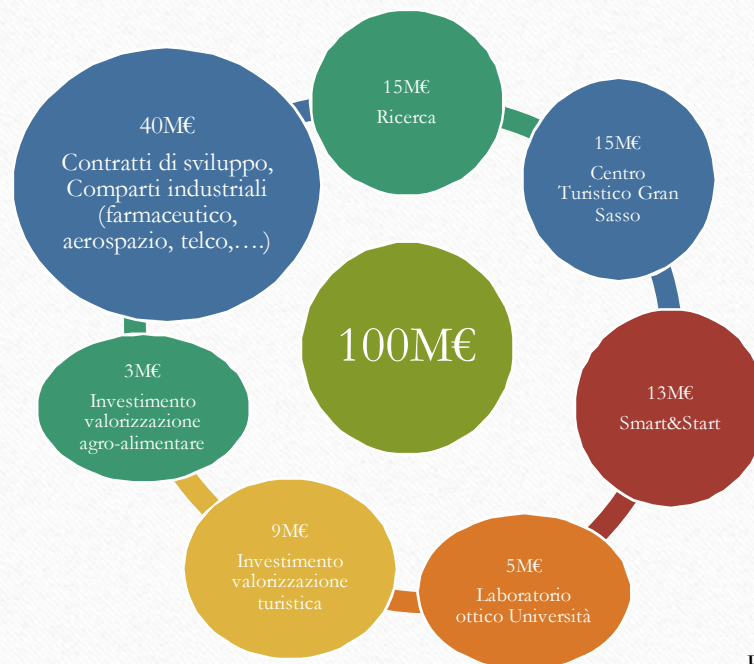 15M€
Ricerca
40M€
Contratti di sviluppo,
Comparti industriali
(farmaceutico,
aerospazio, telco,….)
15M€
Centro
Turistico Gran
Sasso
100M€
3M€
Investimento
valorizzazione
agro-alimentare
13M€
Smart&Start
9M€
Investimento
valorizzazione
turistica
5M€
Laboratorio
ottico Università